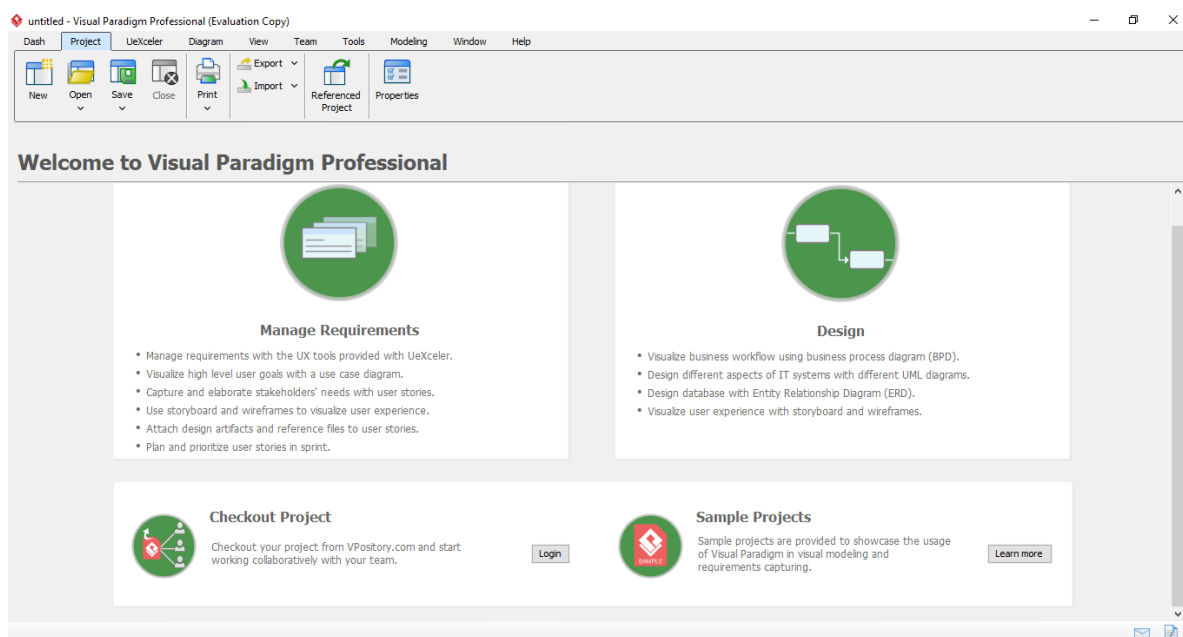 untitled - Visual Paradigm Professional (Evaluation Copy)
Dash Project UeXceler Diagram View Team Tools Modeling Window Help
New Open Save Close Print Export Import Referenced Project Properties
Welcome to Visual Paradigm Professional
Manage Requirements
• Manage requirements with the UX tools provided with UeXceler.
• Visualize high level user goals with a use case diagram.
• Capture and elaborate stakeholders' needs with user stories.
• Use storyboard and wireframes to visualize user experience.
• Attach design artifacts and reference files to user stories.
• Plan and prioritize user stories in sprint.
Design
• Visualize business workflow using business process diagram (BPD).
• Design different aspects of IT systems with different UML diagrams.
• Design database with Entity Relationship Diagram (ERD).
• Visualize user experience with storyboard and wireframes.
Checkout Project
Checkout your project from VPository.com and start
working collaboratively with your team.
Login
SAMPLE
Sample Projects
Sample projects are provided to showcase the usage
of Visual Paradigm in visual modeling and
requirements capturing.
Learn more